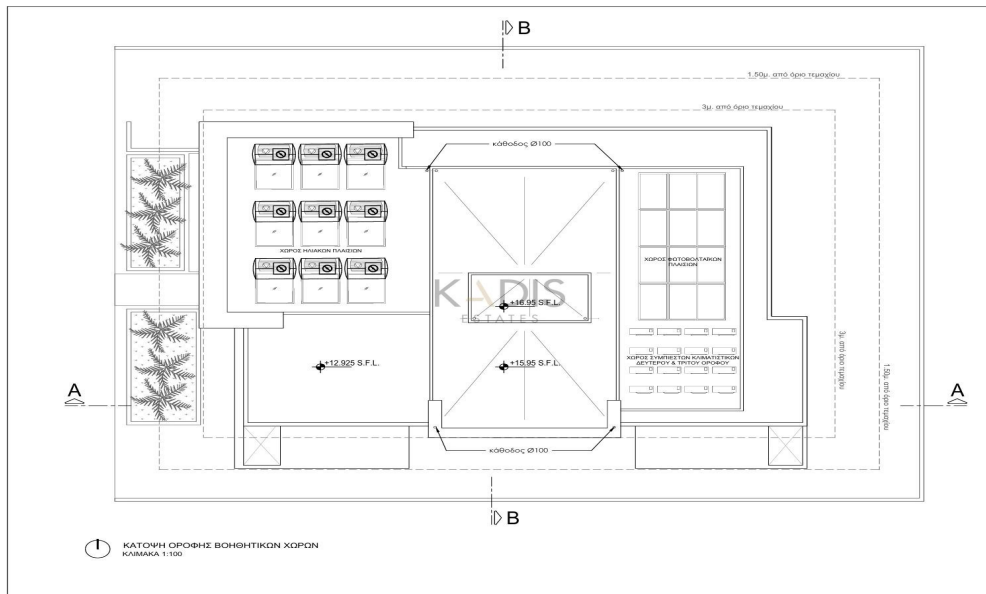 B
1.50μ. από όριο τεμαχίου
3μ. από όριο τεμαχίου
κάθοδος Ø100
ΧΩΡΟΣ ΗΛΙΑΚΩΝ ΠΛΑΙΣΙΩΝ
ΧΩΡΟΣ ΦΩΤΟΒΟΛΤΑΪΚΩΝ
ΠΛΑΙΣΙΩΝ
KADIS
ESTATES
+16.95 S.F.L.
+12.925 S.F.L.
+15.95 S.F.L.
ΧΩΡΟΣ ΣΥΜΠΙΕΣΤΩΝ ΚΛΙΜΑΤΙΣΤΙΚΩΝ
ΔΕΥΤΕΡΟΥ & ΤΡΙΤΟΥ ΟΡΟΦΟΥ
3μ. από όριο τεμαχίου
1.50μ. από όριο τεμαχίου
A
A
κάθοδος Ø100
B
ΚΑΤΟΨΗ ΟΡΟΦΗΣ ΒΟΗΘΗΤΙΚΩΝ ΧΩΡΩΝ
ΚΛΙΜΑΚΑ 1:100